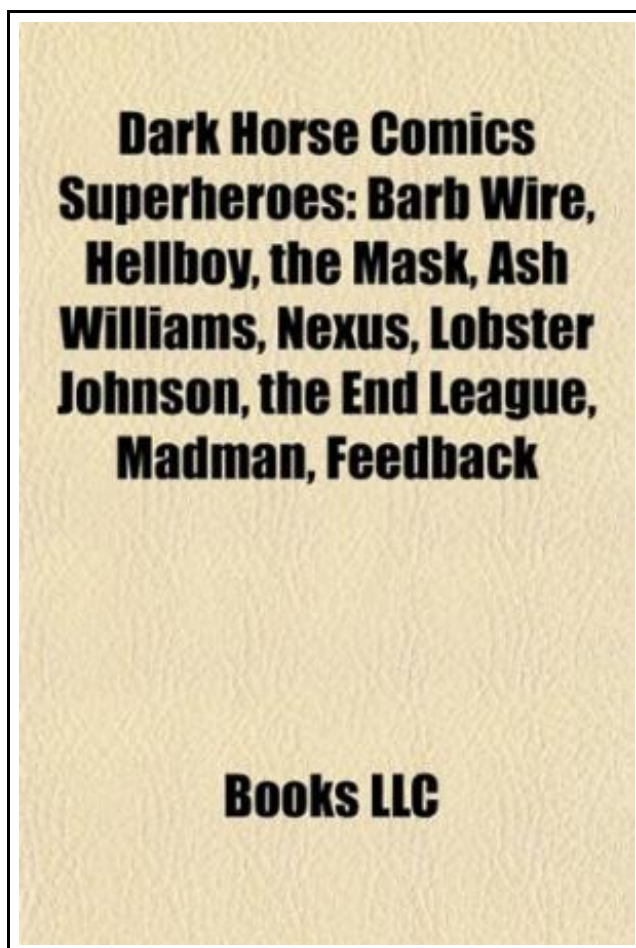 Dark Horse Comics
Superheroes: Barb Wire,
Hellboy, the Mask, Ash
Williams, Nexus, Lobster
Johnson, the End League,
Madman, Feedback
Books LLC